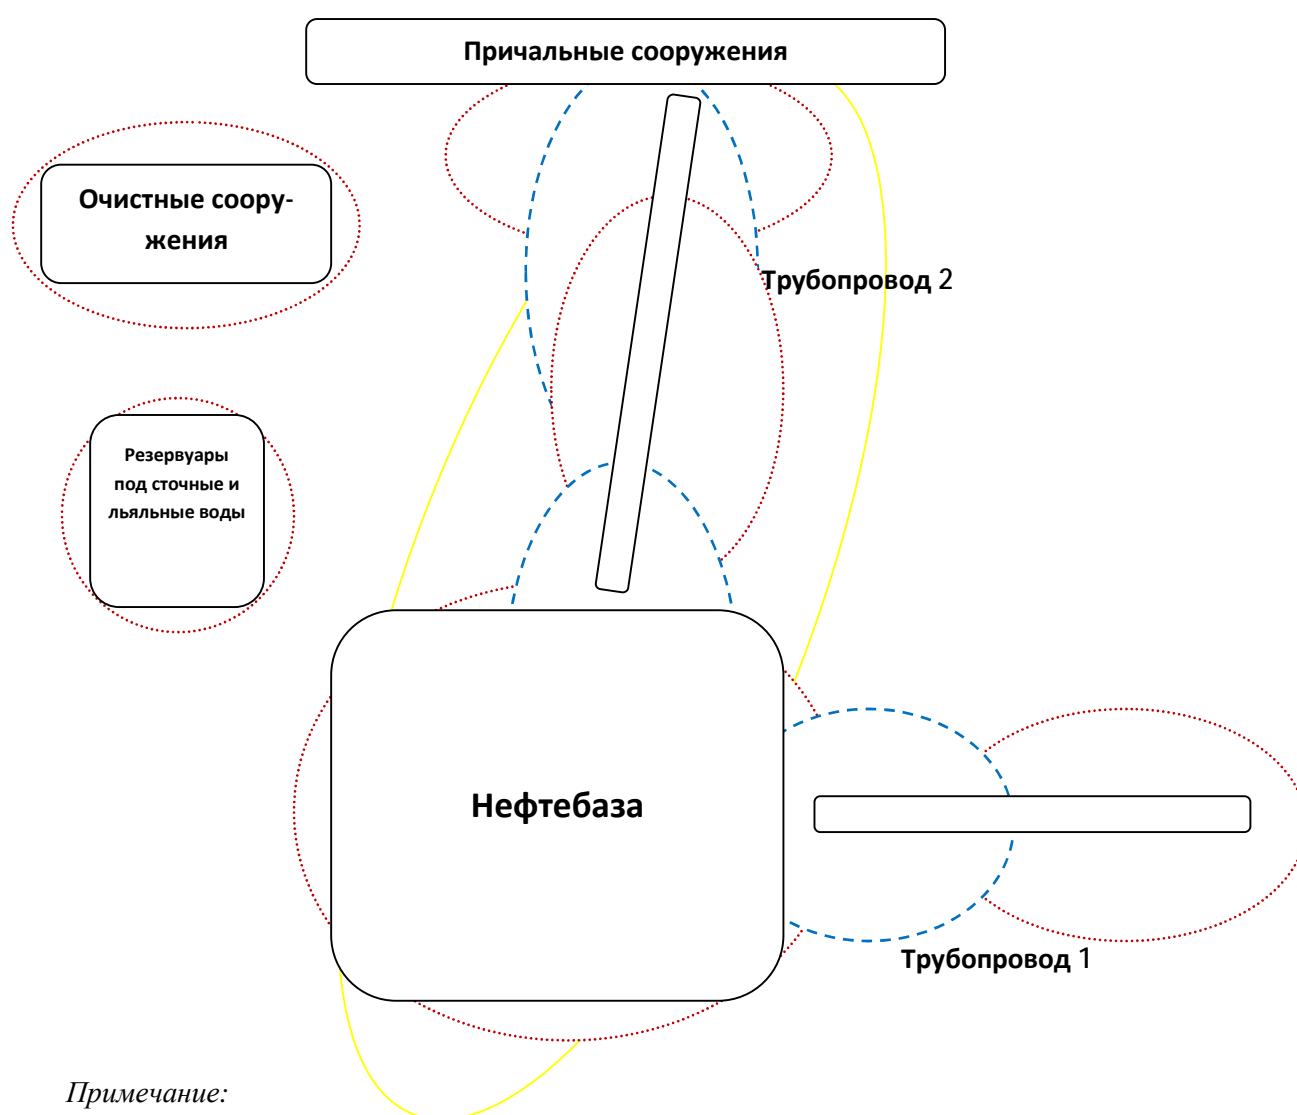 Причальные сооружения
Очистные соору-
жения
Трубопровод 2
Резервуары
под сточные и
льяльные воды
Нефтебаза
Трубопровод 1
Примечание: